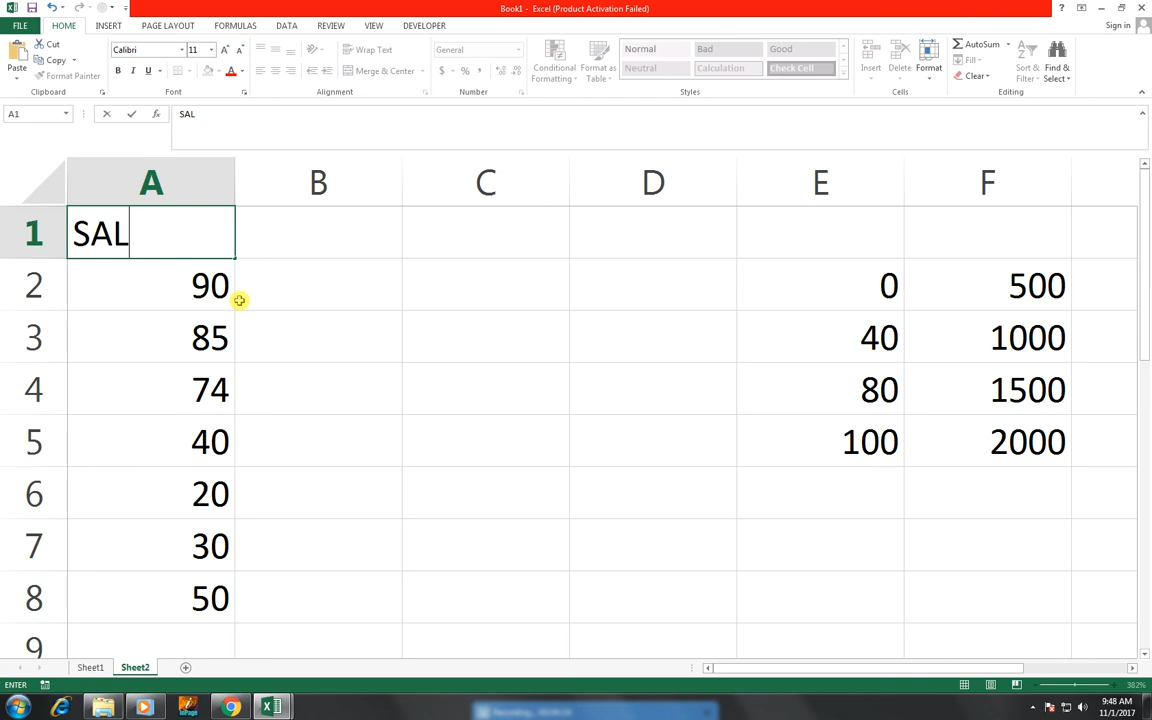 Book1 - Excel (Product Activation Failed)
FILE HOME INSERT PAGE LAYOUT FORMULAS DATA REVIEW VIEW DEVELOPER Sign in
Cut
Copy
Format Painter
Paste
Calibri 11
B I U A
Wrap Text
Merge & Center
General
$ % ,
Conditional Formatting
Format as Table
Normal Bad Good
Neutral Calculation Check Cell
Insert Delete Format
AutoSum
Fill
Clear
Sort & Filter
Find & Select
Clipboard Font Alignment Number Styles Cells Editing
A1 fx SAL
A B C D E F
1 SAL
2 90 0 500
3 85 40 1000
4 74 80 1500
5 40 100 2000
6 20
7 30
8 50
9
Sheet1 Sheet2
ENTER 382%
9:48 AM
11/1/2017